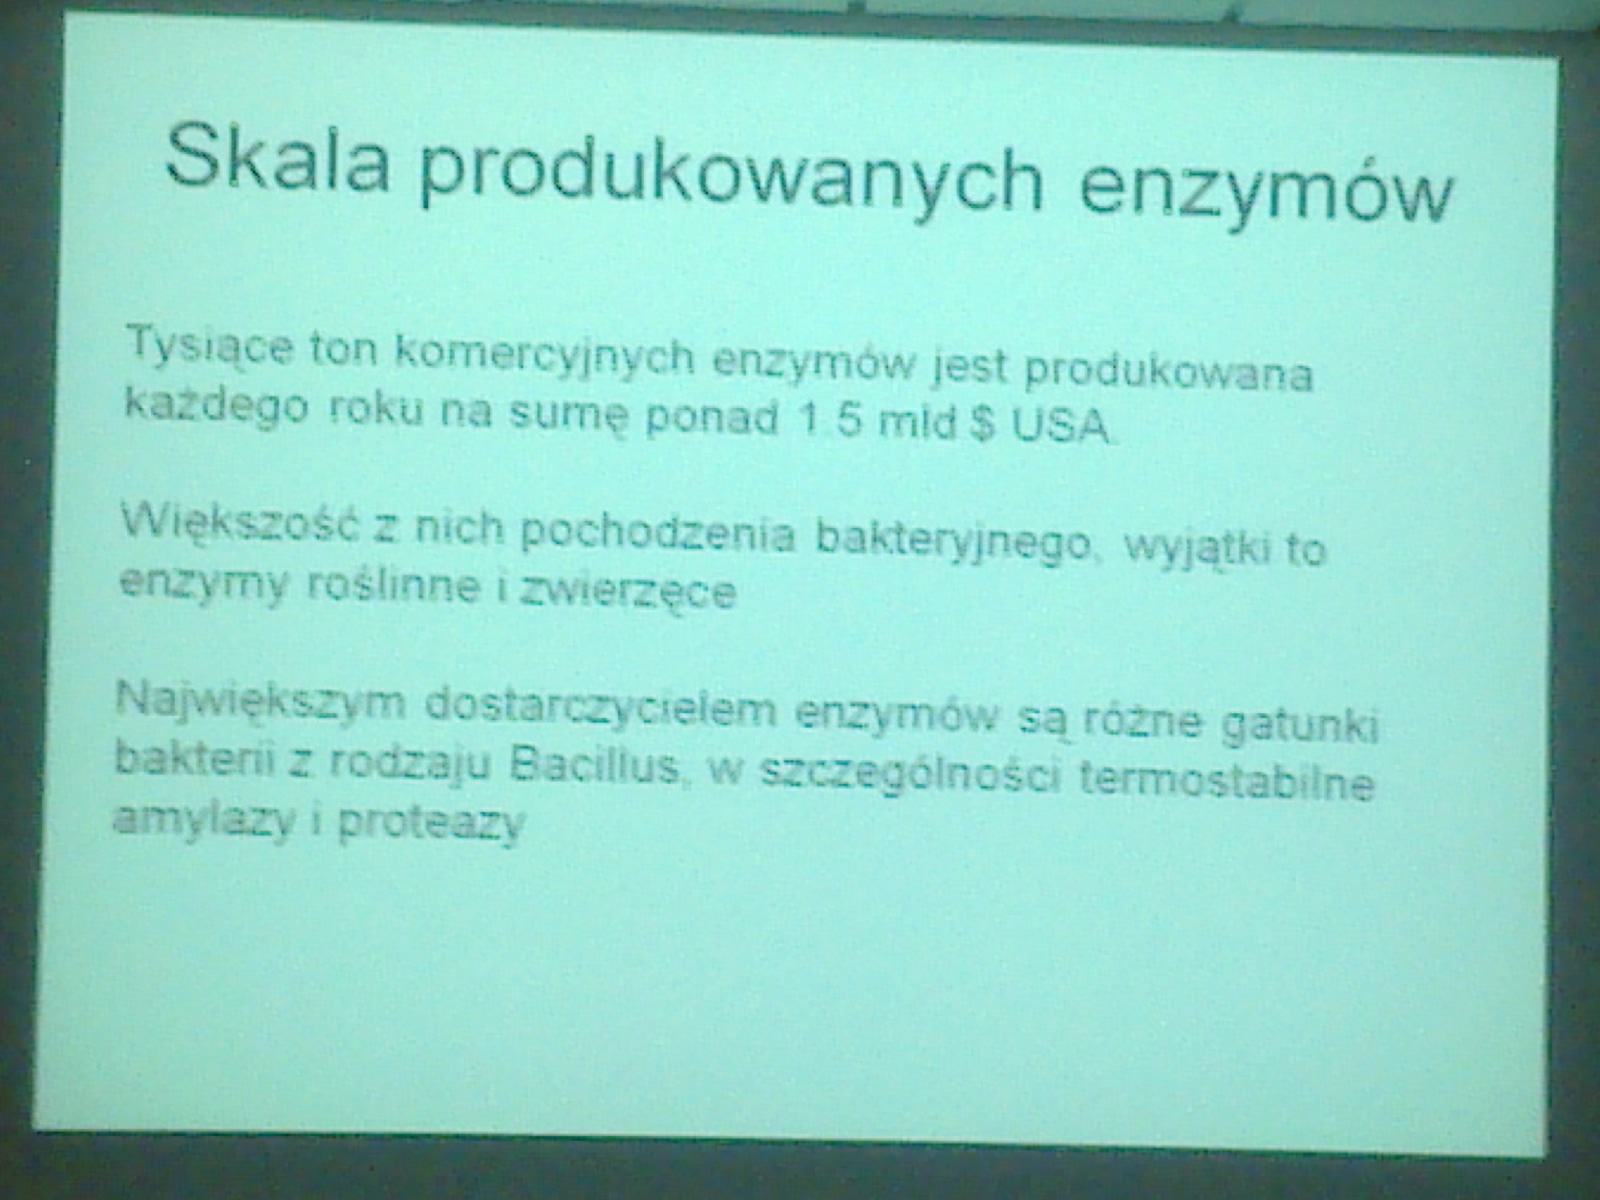 Skala produkowanych enzymów
Tysiące ton komercyjnych enzymów jest produkowana
każdego roku na sumę ponad 1.5 mld $ USA.
Większość z nich pochodzenia bakteryjnego, wyjątki to
enzymy roślinne i zwierzęce
Największym dostarczycielem enzymów są różne gatunki
bakterii z rodzaju Bacillus, w szczególności termostabilne
amylazy i proteazy